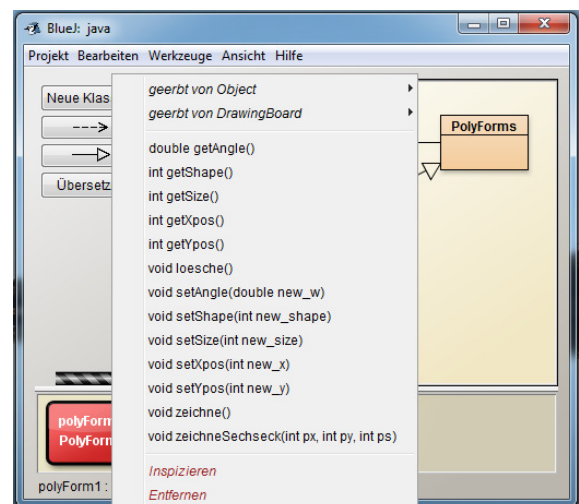 BlueJ: java
Projekt Bearbeiten Werkzeuge Ansicht Hilfe
Neue Klas
Übersetz
PolyForms
geerbt von Object
geerbt von DrawingBoard
double getAngle()
int getShape()
int getSize()
int getXpos()
int getYpos()
void loesche()
void setAngle(double new_w)
void setShape(int new_shape)
void setSize(int new_size)
void setXpos(int new_x)
void setYpos(int new_y)
void zeichne()
void zeichneSechseck(int px, int py, int ps)
Inspizieren
Entfernen
polyForm
PolyForm
polyForm1 :